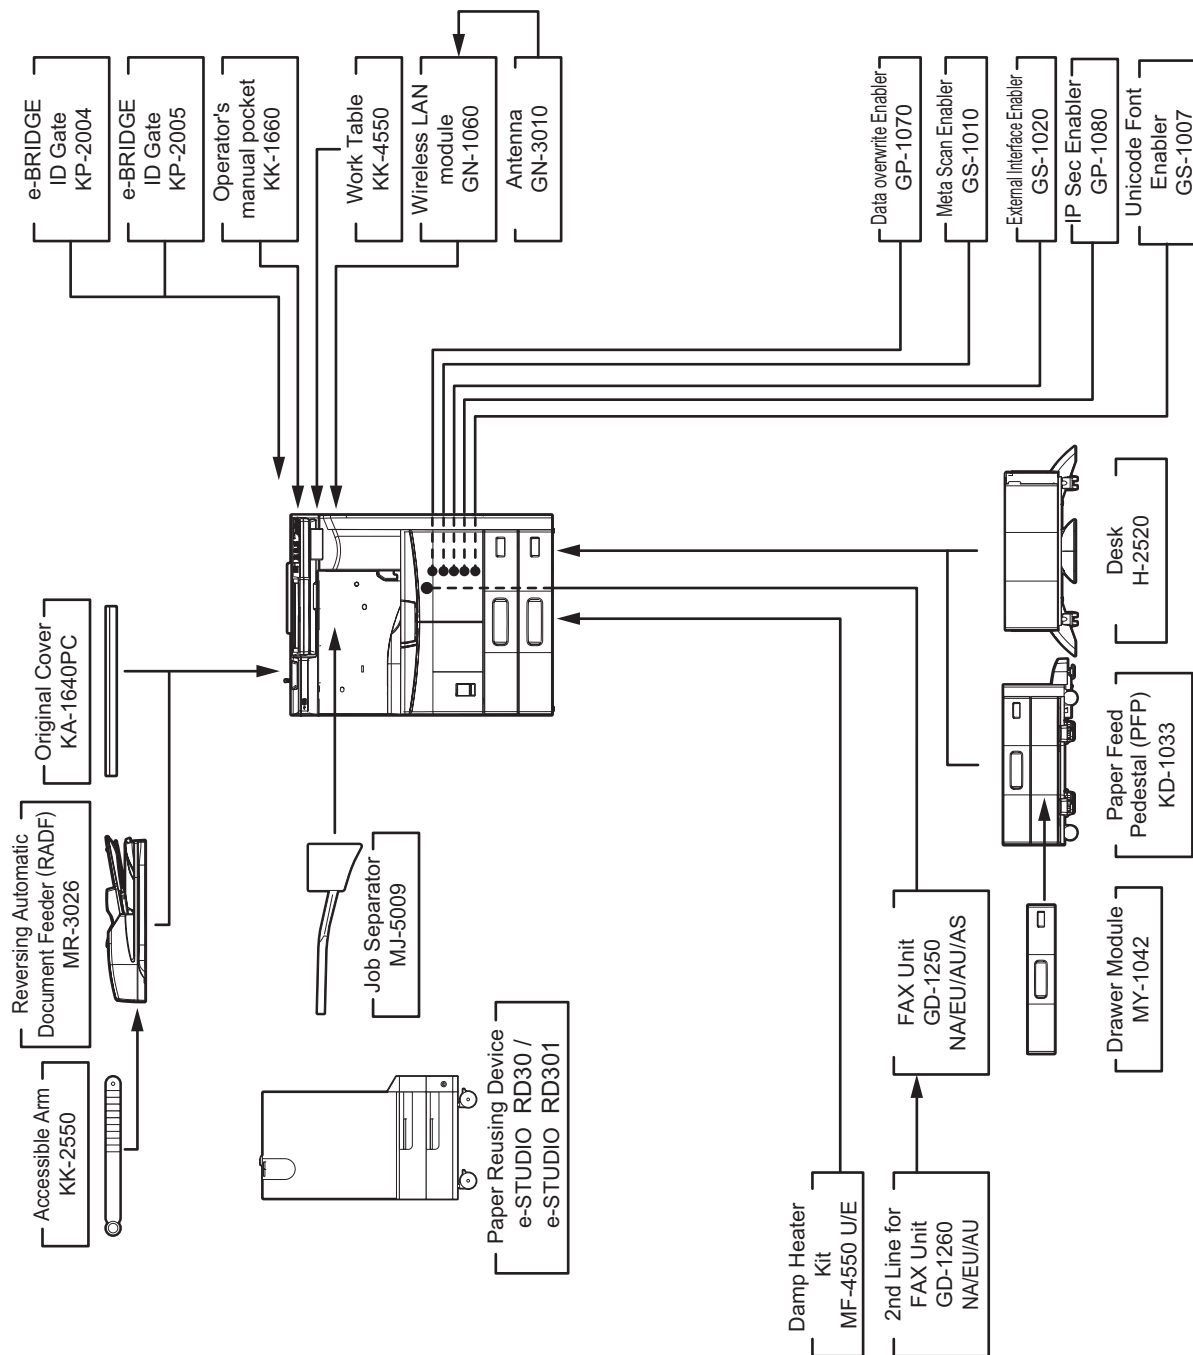 e-BRIDGE
ID Gate
KP-2004
e-BRIDGE
ID Gate
KP-2005
Operator's
manual pocket
KK-1660
Work Table
KK-4550
Wireless LAN
module
GN-1060
Antenna
GN-3010
Data overwrite Enabler
GP-1070
Meta Scan Enabler
GS-1010
External Interface Enabler
GS-1020
IP Sec Enabler
GP-1080
Unicode Font
Enabler
GS-1007
Original Cover
KA-1640PC
Reversing Automatic
Document Feeder (RADF)
MR-3026
Accessible Arm
KK-2550
Job Separator
MJ-5009
Paper Reusing Device
e-STUDIO RD30 /
e-STUDIO RD301
Desk
H-2520
Paper Feed
Pedestal (PFP)
KD-1033
Drawer Module
MY-1042
FAX Unit
GD-1250
NA/EU/AU/AS
2nd Line for
FAX Unit
GD-1260
NA/EU/AU
Damp Heater
Kit
MF-4550 U/E